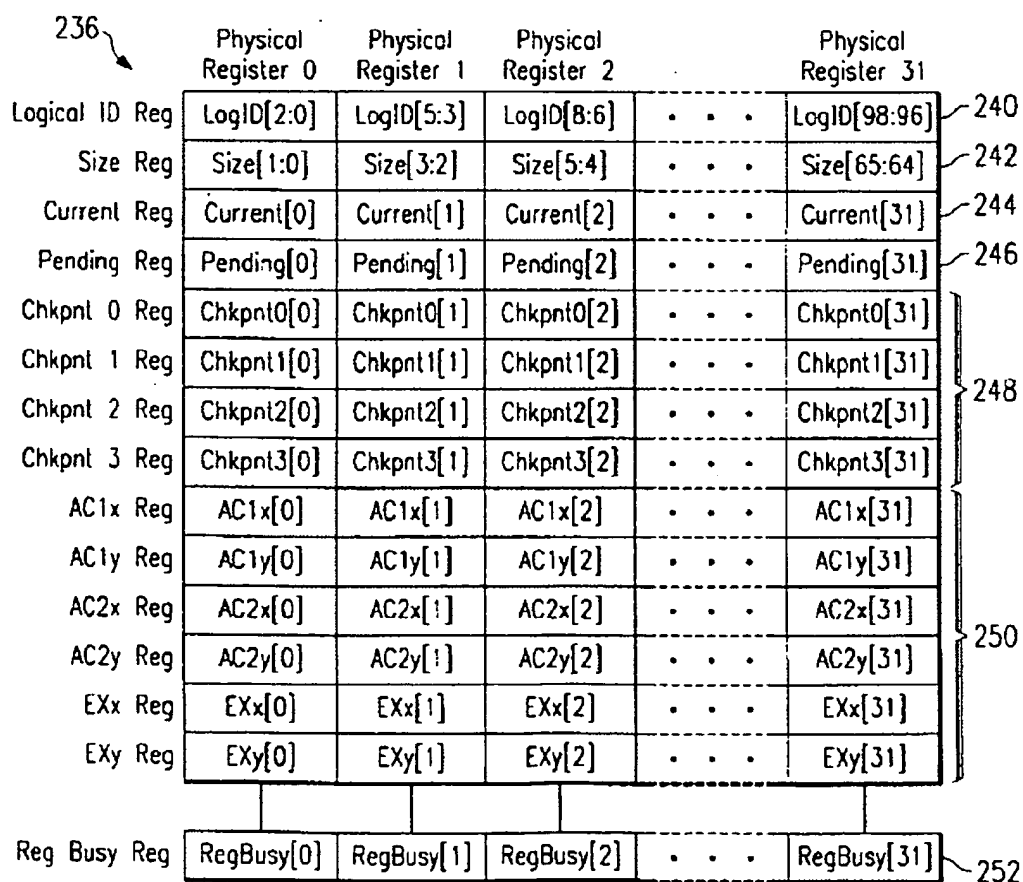 236
Physical Register 0 Physical Register 1 Physical Register 2 Physical Register 31
Logical ID Reg LogID[2:0] LogID[5:3] LogID[8:6] • • • LogID[98:96] 240
Size Reg Size[1:0] Size[3:2] Size[5:4] • • • Size[65:64] 242
Current Reg Current[0] Current[1] Current[2] • • • Current[31] 244
Pending Reg Pending[0] Pending[1] Pending[2] • • • Pending[31] 246
Chkpnt 0 Reg Chkpnt0[0] Chkpnt0[1] Chkpnt0[2] • • • Chkpnt0[31]
Chkpnt 1 Reg Chkpnt1[0] Chkpnt1[1] Chkpnt1[2] • • • Chkpnt1[31]
248
Chkpnt 2 Reg Chkpnt2[0] Chkpnt2[1] Chkpnt2[2] • • • Chkpnt2[31]
Chkpnt 3 Reg Chkpnt3[0] Chkpnt3[1] Chkpnt3[2] • • • Chkpnt3[31]
AC1x Reg AC1x[0] AC1x[1] AC1x[2] • • • AC1x[31]
AC1y Reg AC1y[0] AC1y[1] AC1y[2] • • • AC1y[31]
AC2x Reg AC2x[0] AC2x[1] AC2x[2] • • • AC2x[31]
250
AC2y Reg AC2y[0] AC2y[1] AC2y[2] • • • AC2y[31]
EXx Reg EXx[0] EXx[1] EXx[2] • • • EXx[31]
EXy Reg EXy[0] EXy[1] EXy[2] • • • EXy[31]
Reg Busy Reg RegBusy[0] RegBusy[1] RegBusy[2] • • • RegBusy[31] 252